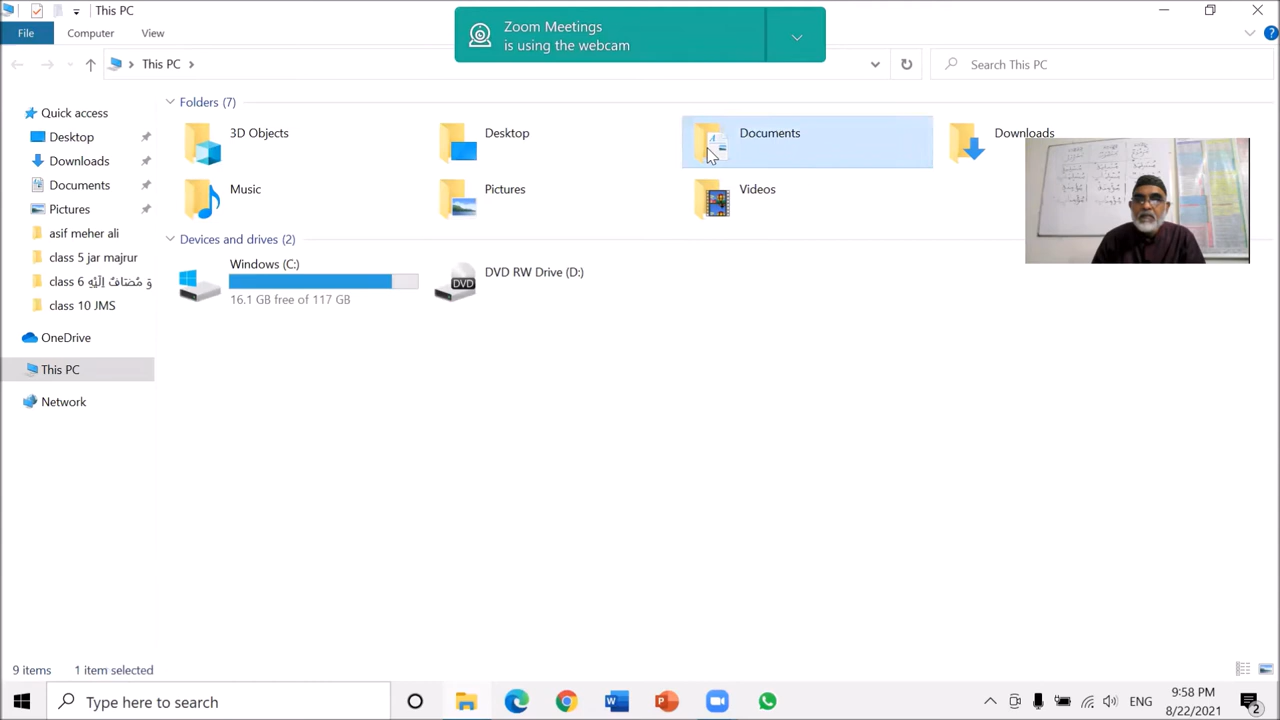 This PC
Zoom Meetings
is using the webcam
File
Computer
View
This PC
Search This PC
Quick access
Desktop
Downloads
Documents
Pictures
asif meher ali
class 5 jar majrur
class 6 وَ مُضَافٌ اِلَيْهِ
class 10 JMS
OneDrive
This PC
Network
Folders (7)
3D Objects
Desktop
Documents
Downloads
Music
Pictures
Videos
Devices and drives (2)
Windows (C:)
16.1 GB free of 117 GB
DVD
DVD RW Drive (D:)
9 items
1 item selected
Type here to search
ENG
9:58 PM
8/22/2021
2